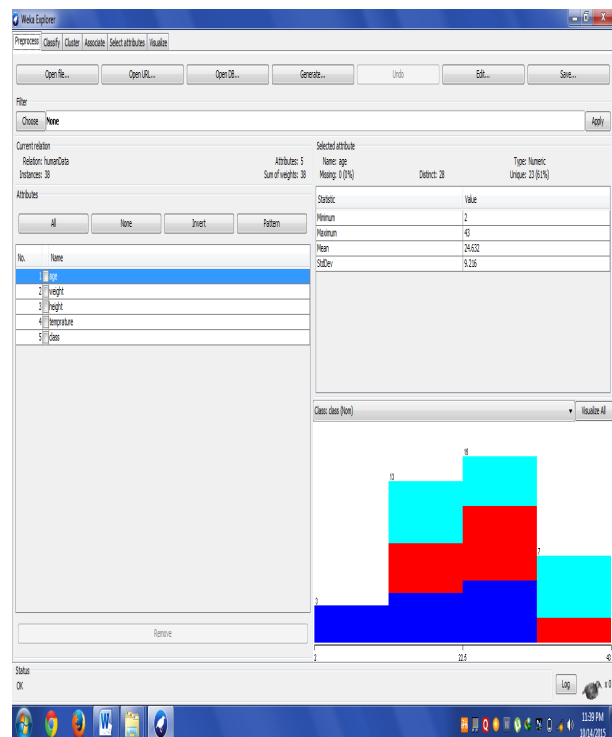 Weka Explorer
Preprocess Classify Cluster Associate Select attributes Visualize
Open file... Open URL... Open DB... Generate... Undo Edit... Save...
Filter
Choose None Apply
Current relation
Relation: humanData Attributes: 5
Instances: 38 Sum of weights: 38
Selected attribute
Name: age Type: Numeric
Missing: 0 (0%) Distinct: 28 Unique: 23 (61%)
Attributes
All None Invert Pattern
No. Name
1 age
2 weight
3 height
4 temprature
5 class
Remove
Statistic Value
Minimum 2
Maximum 43
Mean 24.632
StdDev 9.216
Class: class (Nom) Visualize All
3
13
7
2 22.5 43
Status
OK
Log x 0
11:39 PM
10/24/2015